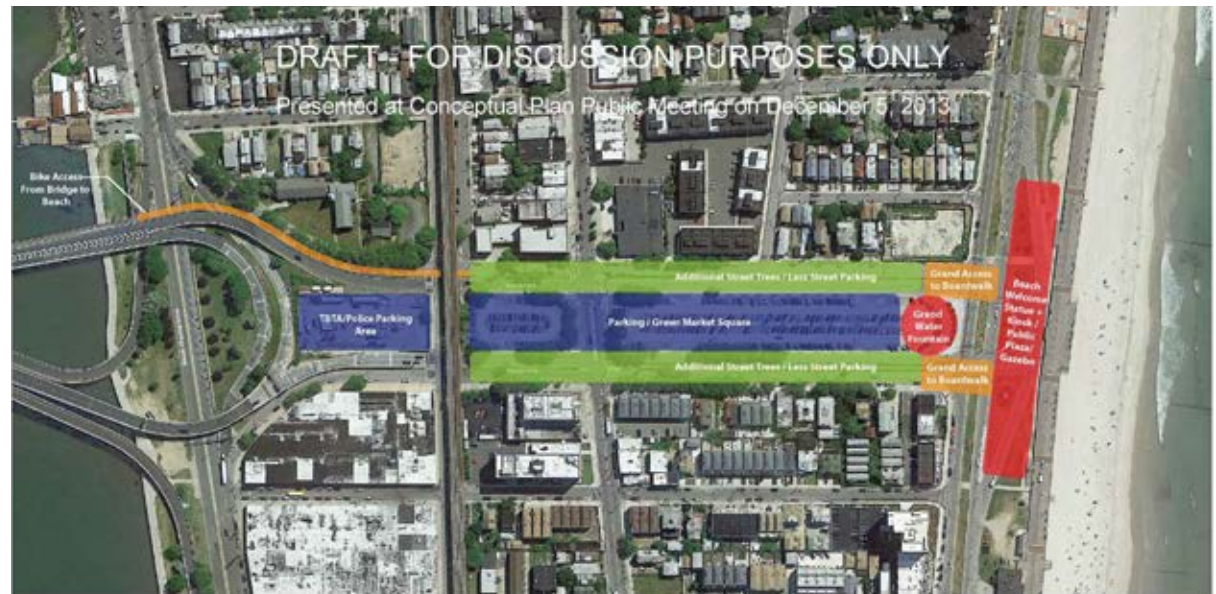 DRAFT - FOR DISCUSSION PURPOSES ONLY
Presented at Conceptual Plan Public Meeting on December 5, 2013
Bike Access
From Bridge to
Beach
Additional Street Trees / Less Street Parking
Grand Access
to Boardwalk
TBTA/Police Parking
Area
Parking / Green Market Square
Grand
Water
Fountain
Beach
Welcome
Statue +
Kiosk /
Public
Plaza/
Gazebo
Additional Street Trees / Less Street Parking
Grand Access
to Boardwalk